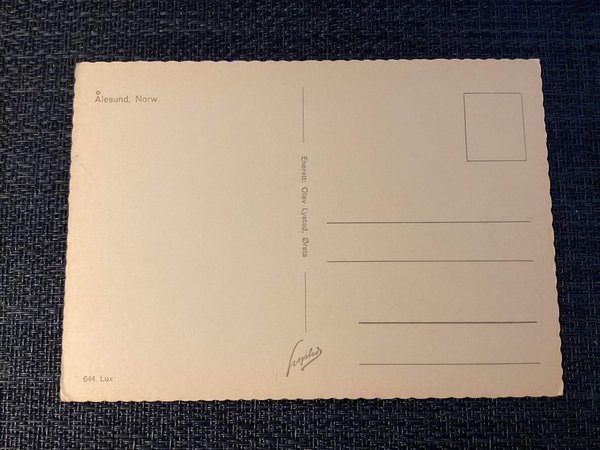 Ålesund, Norw.
Enerett: Olav Lystad, Ørsta
644. Lux